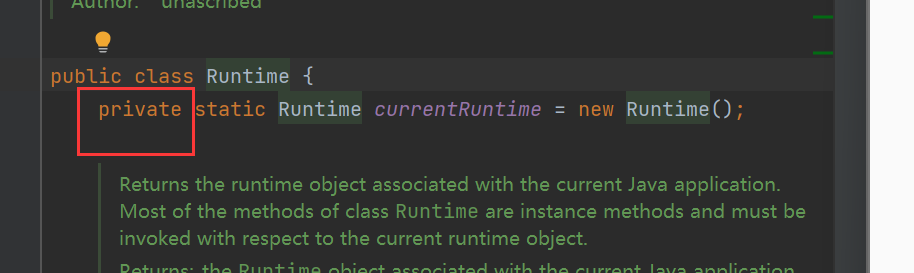 Author: unascribed
public class Runtime {
private static Runtime currentRuntime = new Runtime();
Returns the runtime object associated with the current Java application.
Most of the methods of class Runtime are instance methods and must be
invoked with respect to the current runtime object.
Returns: the Runtime object associated with the current Java application